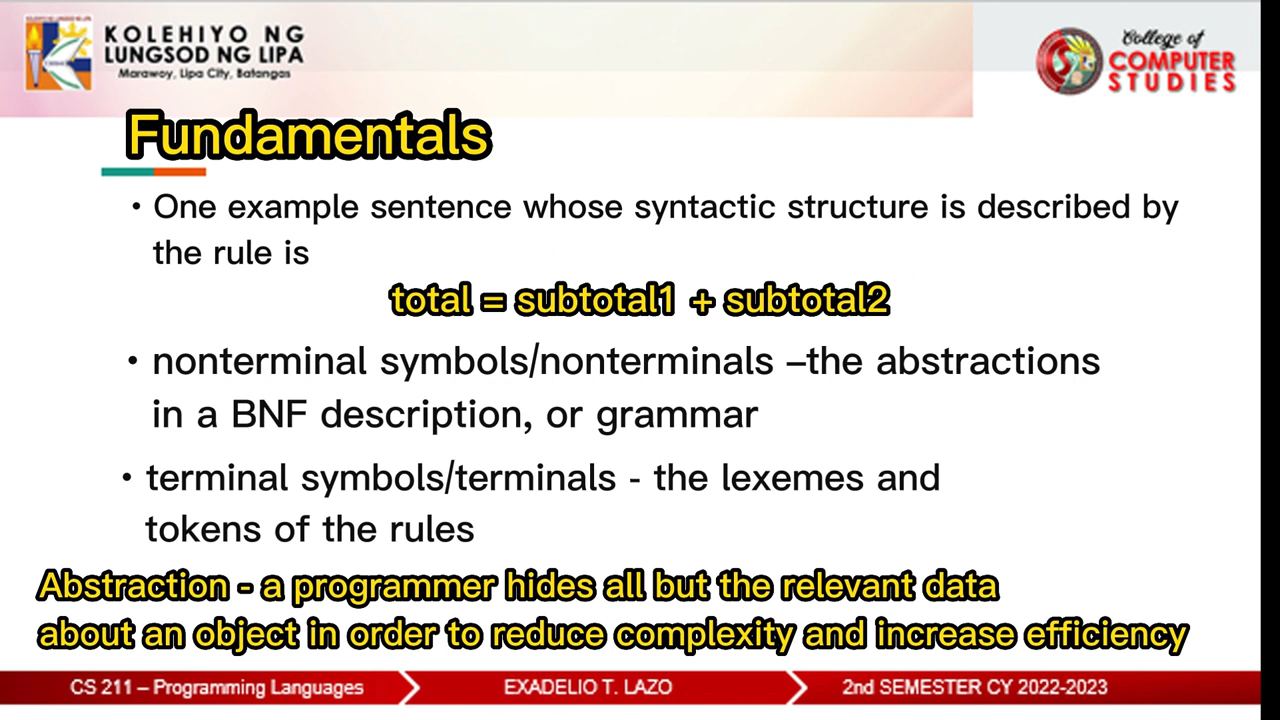 KOLEHIYO NG
LUNGSOD NG LIPA
Marawoy, Lipa City, Batangas
College of
COMPUTER
STUDIES
Fundamentals
• One example sentence whose syntactic structure is described by
the rule is
total = subtotal1 + subtotal2
• nonterminal symbols/nonterminals –the abstractions
in a BNF description, or grammar
• terminal symbols/terminals - the lexemes and
tokens of the rules
Abstraction - a programmer hides all but the relevant data
about an object in order to reduce complexity and increase efficiency
CS 211 – Programming Languages
EXADELIO T. LAZO
2nd SEMESTER CY 2022-2023